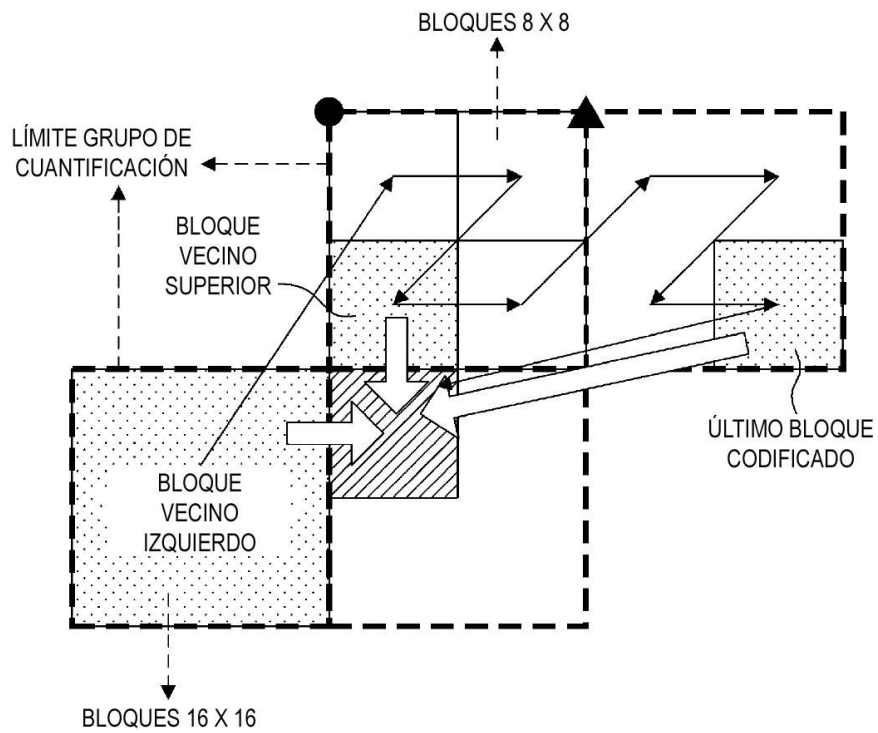 BLOQUES 8 X 8
LÍMITE GRUPO DE
CUANTIFICACIÓN
BLOQUE
VECINO
SUPERIOR
ÚLTIMO BLOQUE
CODIFICADO
BLOQUE
VECINO
IZQUIERDO
BLOQUES 16 X 16